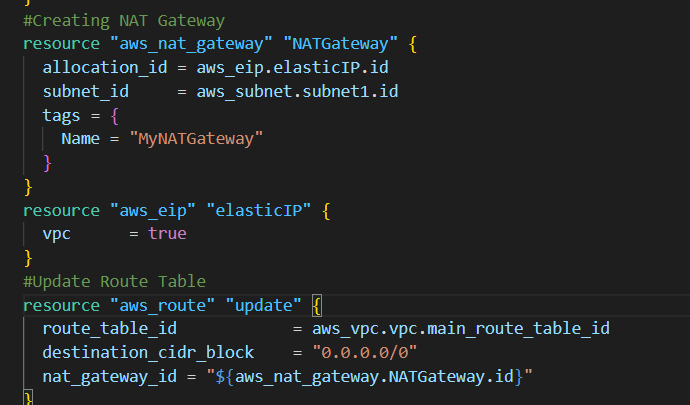 }
#Creating NAT Gateway
resource "aws_nat_gateway" "NATGateway" {
  allocation_id = aws_eip.elasticIP.id
  subnet_id     = aws_subnet.subnet1.id
  tags = {
    Name = "MyNATGateway"
  }
}
resource "aws_eip" "elasticIP" {
  vpc      = true
}
#Update Route Table
resource "aws_route" "update" {
  route_table_id            = aws_vpc.vpc.main_route_table_id
  destination_cidr_block    = "0.0.0.0/0"
  nat_gateway_id = "${aws_nat_gateway.NATGateway.id}"
}